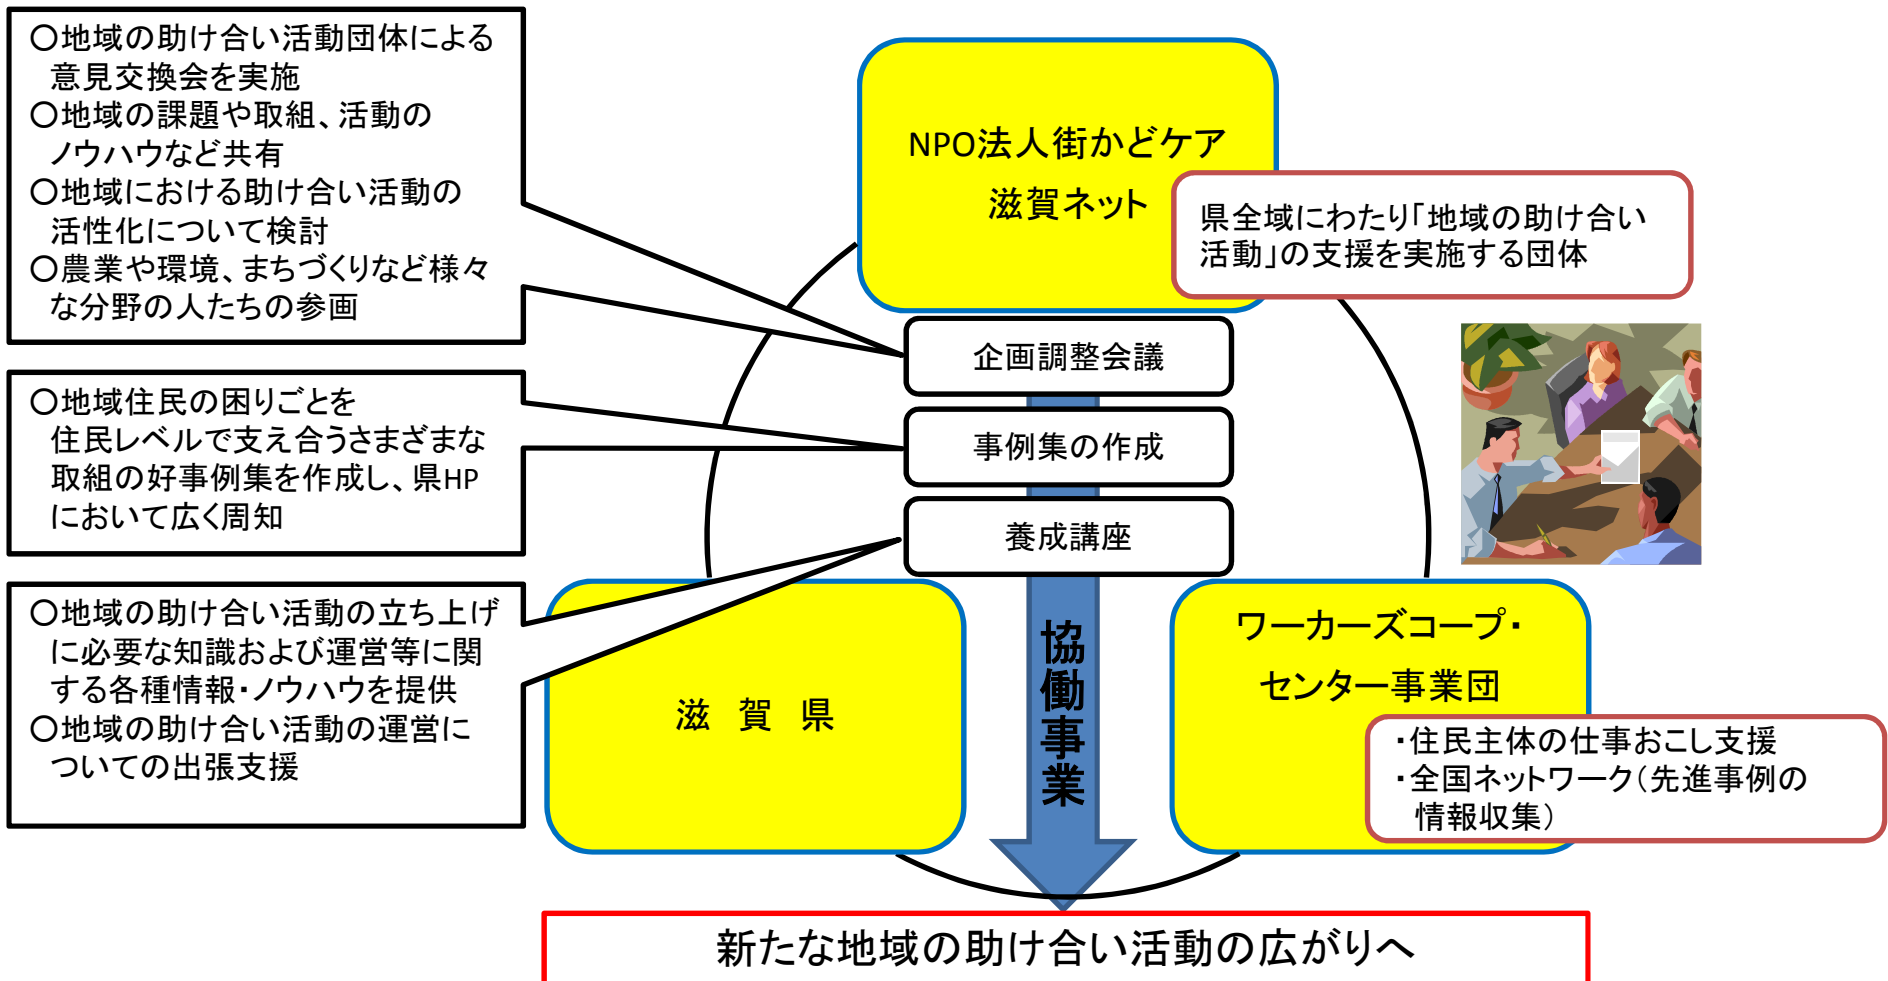 〇地域の助け合い活動団体による
意見交換会を実施
〇地域の課題や取組、活動の
ノウハウなど共有
〇地域における助け合い活動の
活性化について検討
〇農業や環境、まちづくりなど様々
な分野の人たちの参画
〇地域住民の困りごとを
住民レベルで支え合うさまざまな
取組の好事例集を作成し、県HP
において広く周知
〇地域の助け合い活動の立ち上げ
に必要な知識および運営等に関
する各種情報・ノウハウを提供
〇地域の助け合い活動の運営に
ついての出張支援
NPO法人街かどケア
滋賀ネット
県全域にわたり「地域の助け合い
活動」の支援を実施する団体
企画調整会議
事例集の作成
養成講座
協働事業
滋 賀 県
ワーカーズコープ・
センター事業団
・住民主体の仕事おこし支援
・全国ネットワーク（先進事例の
情報収集）
新たな地域の助け合い活動の広がりへ